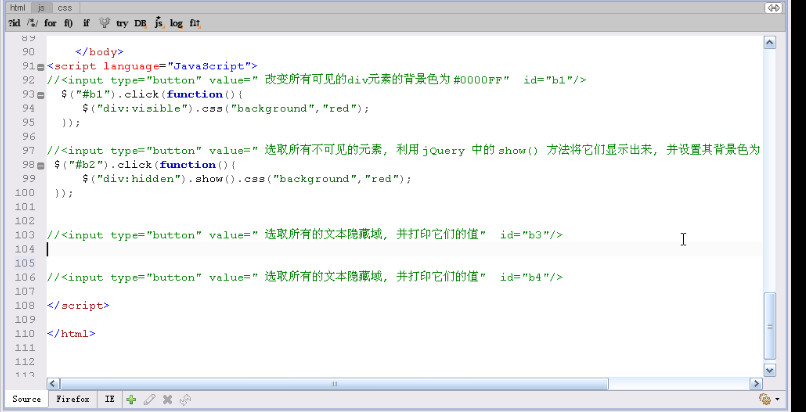 html js css
?id /*/ for f() if try DB js log fi
89
90 </body>
91 <script language="JavaScript">
92 //<input type="button" value=" 改变所有可见的div元素的背景色为 #0000FF" id="b1"/>
93 $("#b1").click(function(){
94 $("div:visible").css("background","red");
95 });
96
97 //<input type="button" value=" 选取所有不可见的元素, 利用 jQuery 中的 show() 方法将它们显示出来, 并设置其背景色为
98 $("#b2").click(function(){
99 $("div:hidden").show().css("background","red");
100 });
101
102
103 //<input type="button" value=" 选取所有的文本隐藏域, 并打印它们的值" id="b3"/>
104
105
106 //<input type="button" value=" 选取所有的文本隐藏域, 并打印它们的值" id="b4"/>
107
108 </script>
109
110 </html>
111
112
113
Source Firefox IE